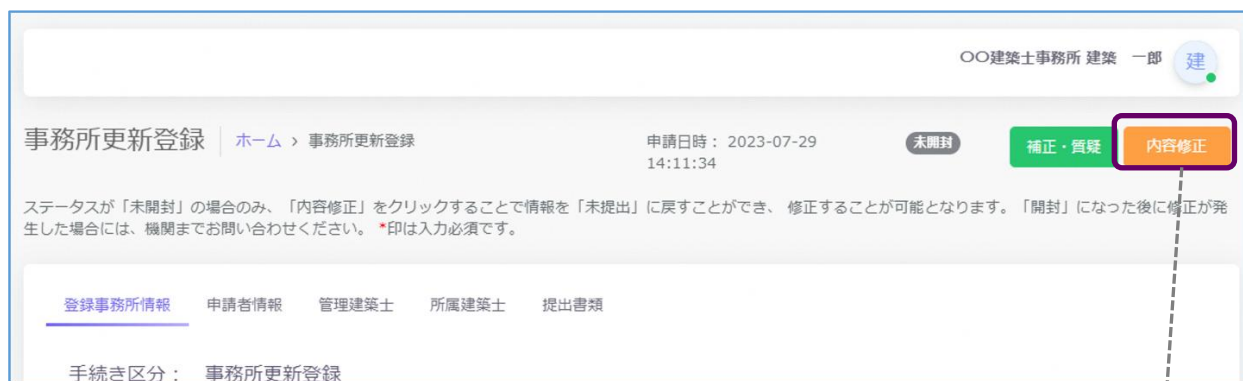 〇〇建築士事務所 建築 一郎 建
事務所更新登録 ホーム > 事務所更新登録 申請日時： 2023-07-29 14:11:34 未開封 補正・質疑 内容修正
ステータスが「未開封」の場合のみ、「内容修正」をクリックすることで情報を「未提出」に戻すことができ、 修正することが可能となります。「開封」になった後に修正が発
生した場合には、機関までお問い合わせください。 *印は入力必須です。
登録事務所情報 申請者情報 管理建築士 所属建築士 提出書類
手続き区分： 事務所更新登録